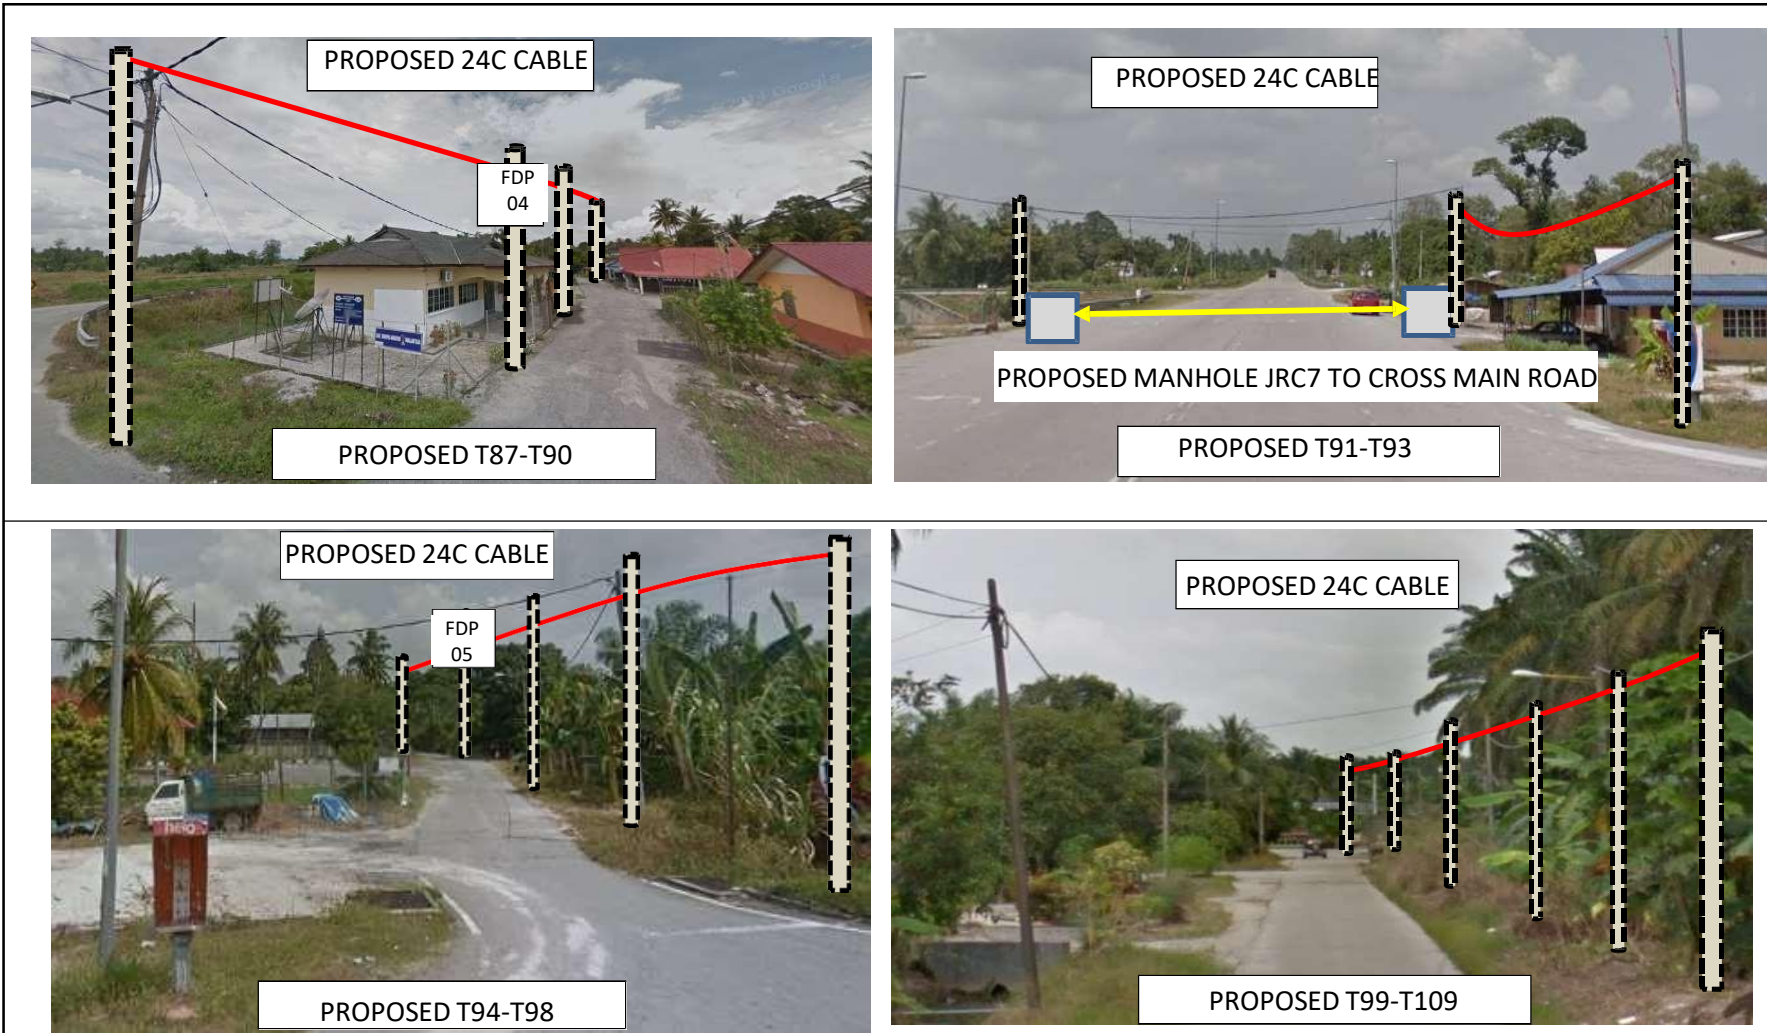 PROPOSED 24C CABLE
FDP
04
PROPOSED T87-T90
PROPOSED 24C CABLE
PROPOSED MANHOLE JRC7 TO CROSS MAIN ROAD
PROPOSED T91-T93
PROPOSED 24C CABLE
FDP
05
PROPOSED T94-T98
PROPOSED 24C CABLE
PROPOSED T99-T109